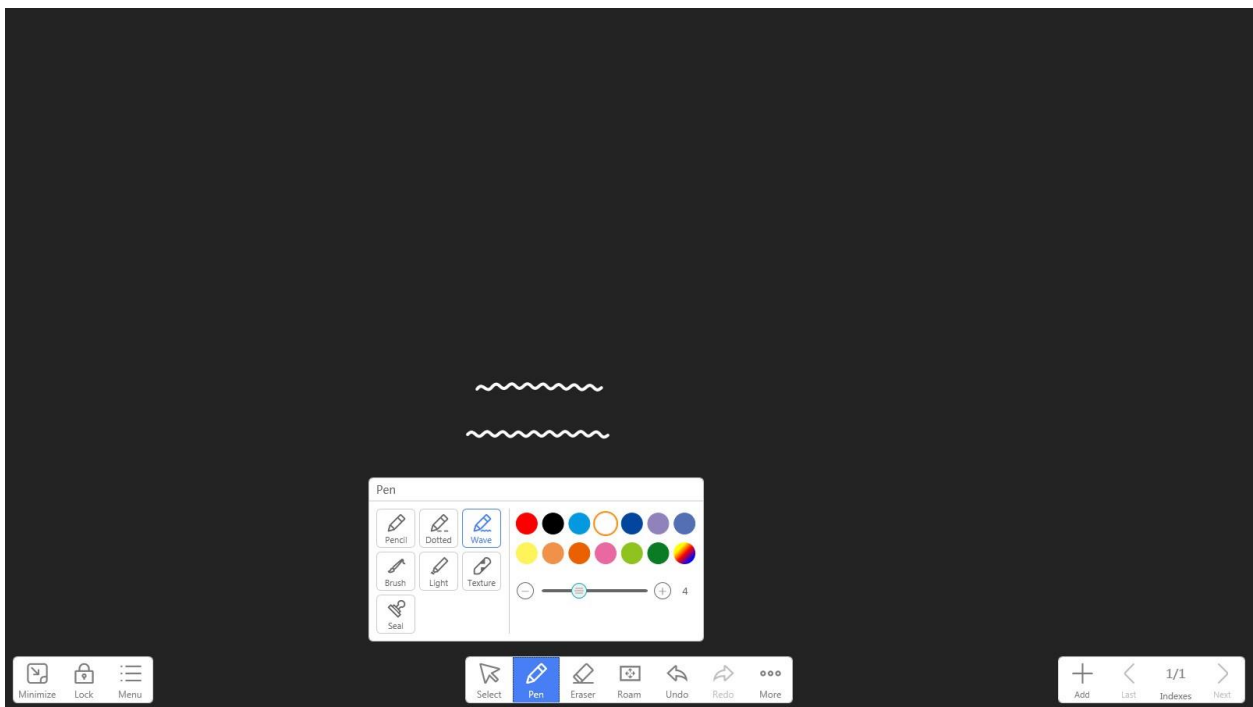 Pen
Pencil Dotted Wave
Brush Light Texture
4
Seal
Minimize Lock Menu
Select Pen Eraser Roam Undo Redo More
1/1
Add Last Indexes Next